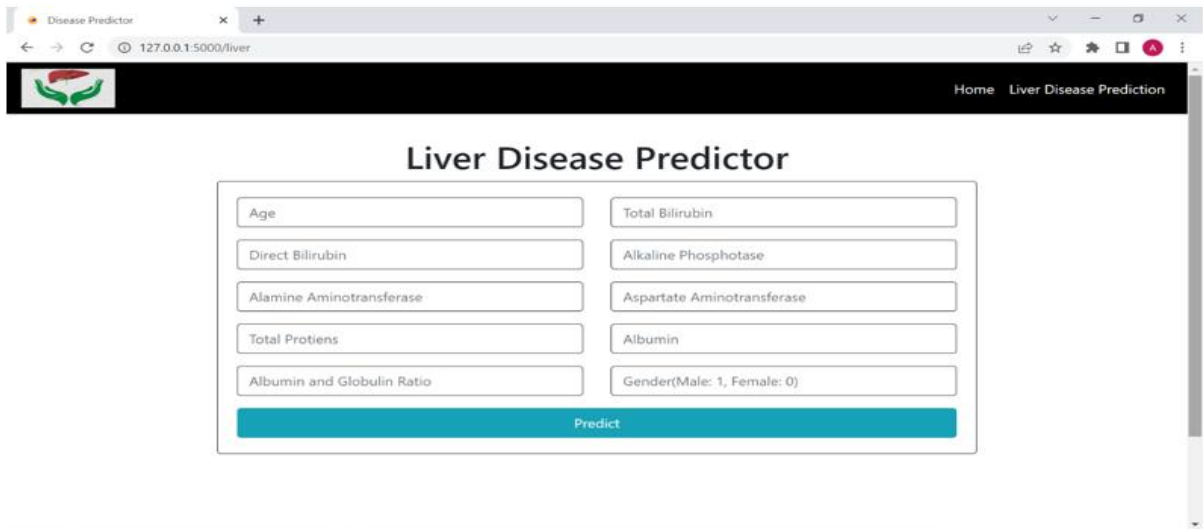 Disease Predictor
127.0.0.1:5000/liver
A
Home Liver Disease Prediction
Liver Disease Predictor
Age Total Bilirubin
Direct Bilirubin Alkaline Phosphotase
Alamine Aminotransferase Aspartate Aminotransferase
Total Protiens Albumin
Albumin and Globulin Ratio Gender(Male: 1, Female: 0)
Predict